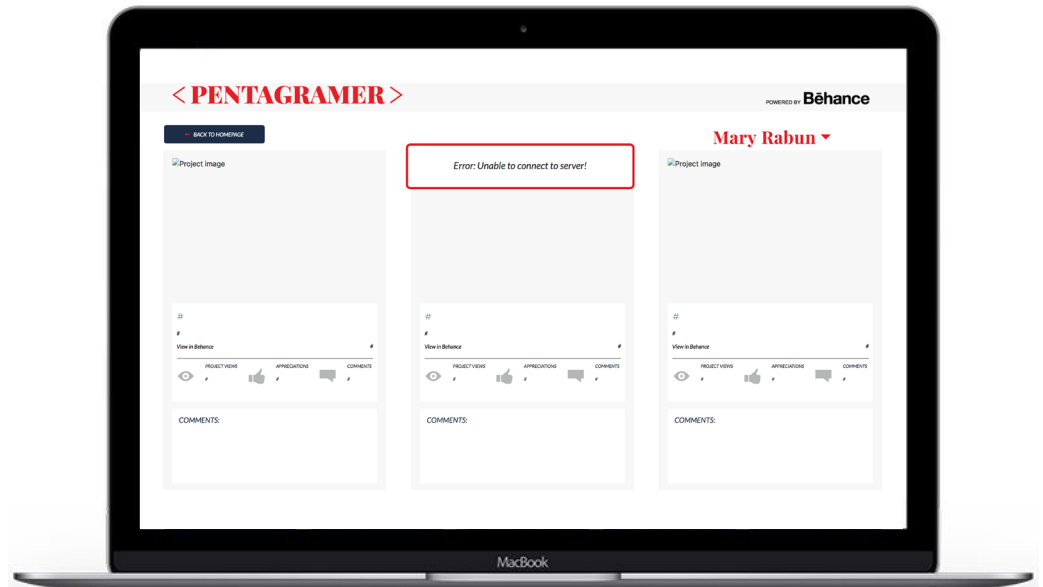 < PENTAGRAMER >
POWERED BY Bēhance
← BACK TO HOMEPAGE
Mary Rabun
Project image
Error: Unable to connect to server!
Project image
#
#
View in Behance #
PROJECT VIEWS APPRECIATIONS COMMENTS
# # #
COMMENTS:
#
#
View in Behance #
PROJECT VIEWS APPRECIATIONS COMMENTS
# # #
COMMENTS:
#
#
View in Behance #
PROJECT VIEWS APPRECIATIONS COMMENTS
# # #
COMMENTS:
MacBook